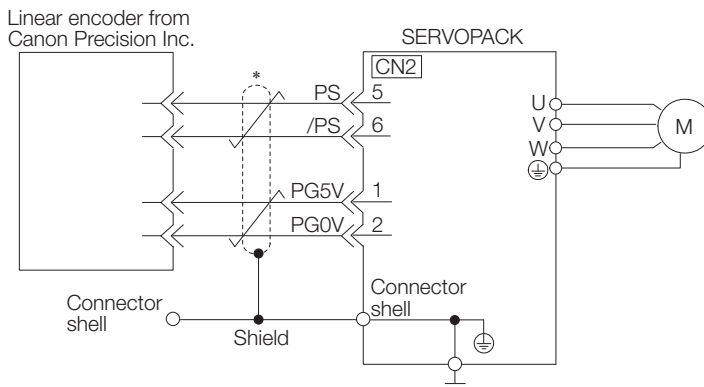 Linear encoder from
Canon Precision Inc.
SERVOPACK
CN2
*
PS 5
/PS 6
PG5V 1
PG0V 2
U
V
W
M
Connector
shell
Shield
Connector
shell